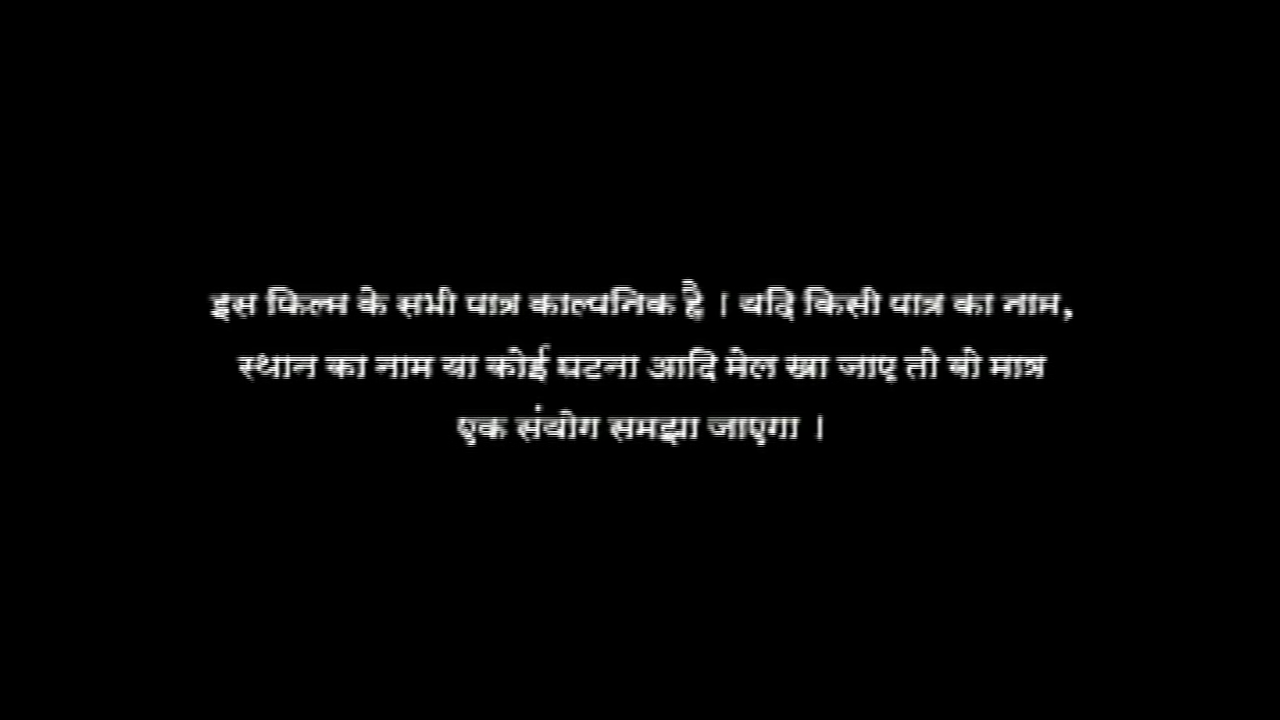 इस फिल्म के सभी पात्र काल्पनिक है । यदि किसी पात्र का नाम,
स्थान का नाम या कोई घटना आदि मेल खा जाए तो वो मात्र
एक संयोग समझा जाएगा ।